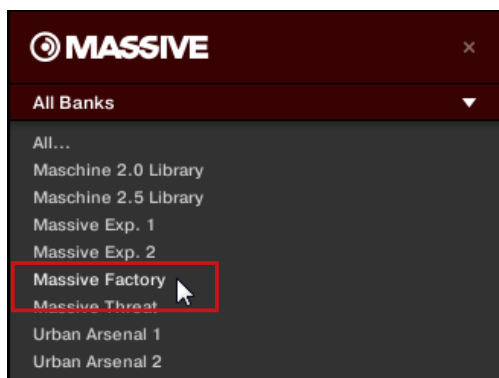 MASSIVE
All Banks
All...
Maschine 2.0 Library
Maschine 2.5 Library
Massive Exp. 1
Massive Exp. 2
Massive Factory
Massive Threat
Urban Arsenal 1
Urban Arsenal 2